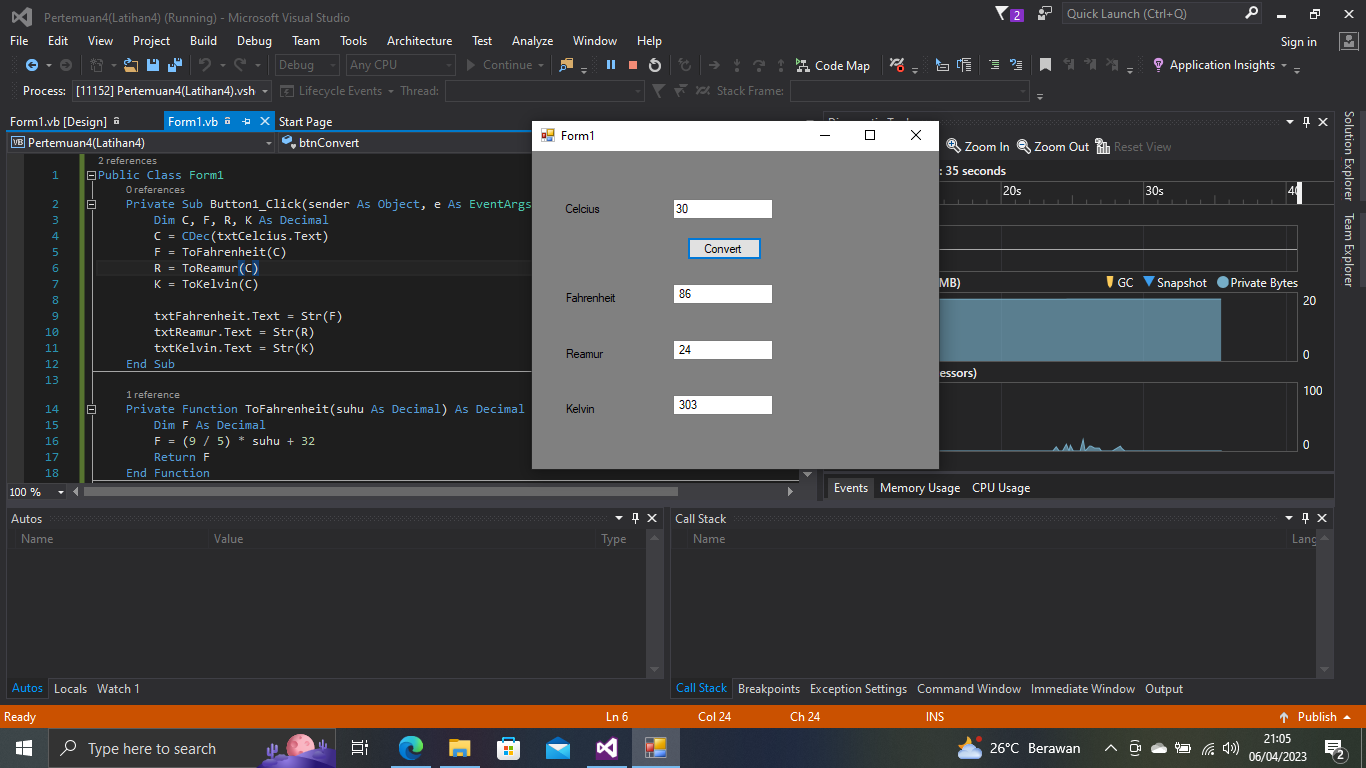 Pertemuan4(Latihan4) (Running) - Microsoft Visual Studio
2
Quick Launch (Ctrl+Q)
File Edit View Project Build Debug Team Tools Architecture Test Analyze Window Help
Sign in
Debug Any CPU Continue Code Map Application Insights
Process: [11152] Pertemuan4(Latihan4).vsh Lifecycle Events Thread: Stack Frame:
Form1.vb [Design] Form1.vb Start Page
VB Pertemuan4(Latihan4) btnConvert
2 references
1 Public Class Form1
0 references
2 Private Sub Button1_Click(sender As Object, e As EventArgs
3 Dim C, F, R, K As Decimal
4 C = CDec(txtCelcius.Text)
5 F = ToFahrenheit(C)
6 R = ToReamur(C)
7 K = ToKelvin(C)
8
9 txtFahrenheit.Text = Str(F)
10 txtReamur.Text = Str(R)
11 txtKelvin.Text = Str(K)
12 End Sub
13
1 reference
14 Private Function ToFahrenheit(suhu As Decimal) As Decimal
15 Dim F As Decimal
16 F = (9 / 5) * suhu + 32
17 Return F
18 End Function
100 %
Form1
Celcius 30
Convert
Fahrenheit 86
Reamur 24
Kelvin 303
Zoom In Zoom Out Reset View
: 35 seconds
20s 30s 40
MB) GC Snapshot Private Bytes
20
0
essors)
100
0
Events Memory Usage CPU Usage
Solution Explorer
Team Explorer
Autos
Name Value Type
Autos Locals Watch 1
Call Stack
Name Lang
Call Stack Breakpoints Exception Settings Command Window Immediate Window Output
Ready Ln 6 Col 24 Ch 24 INS Publish
Type here to search
26°C Berawan
21:05
06/04/2023
2